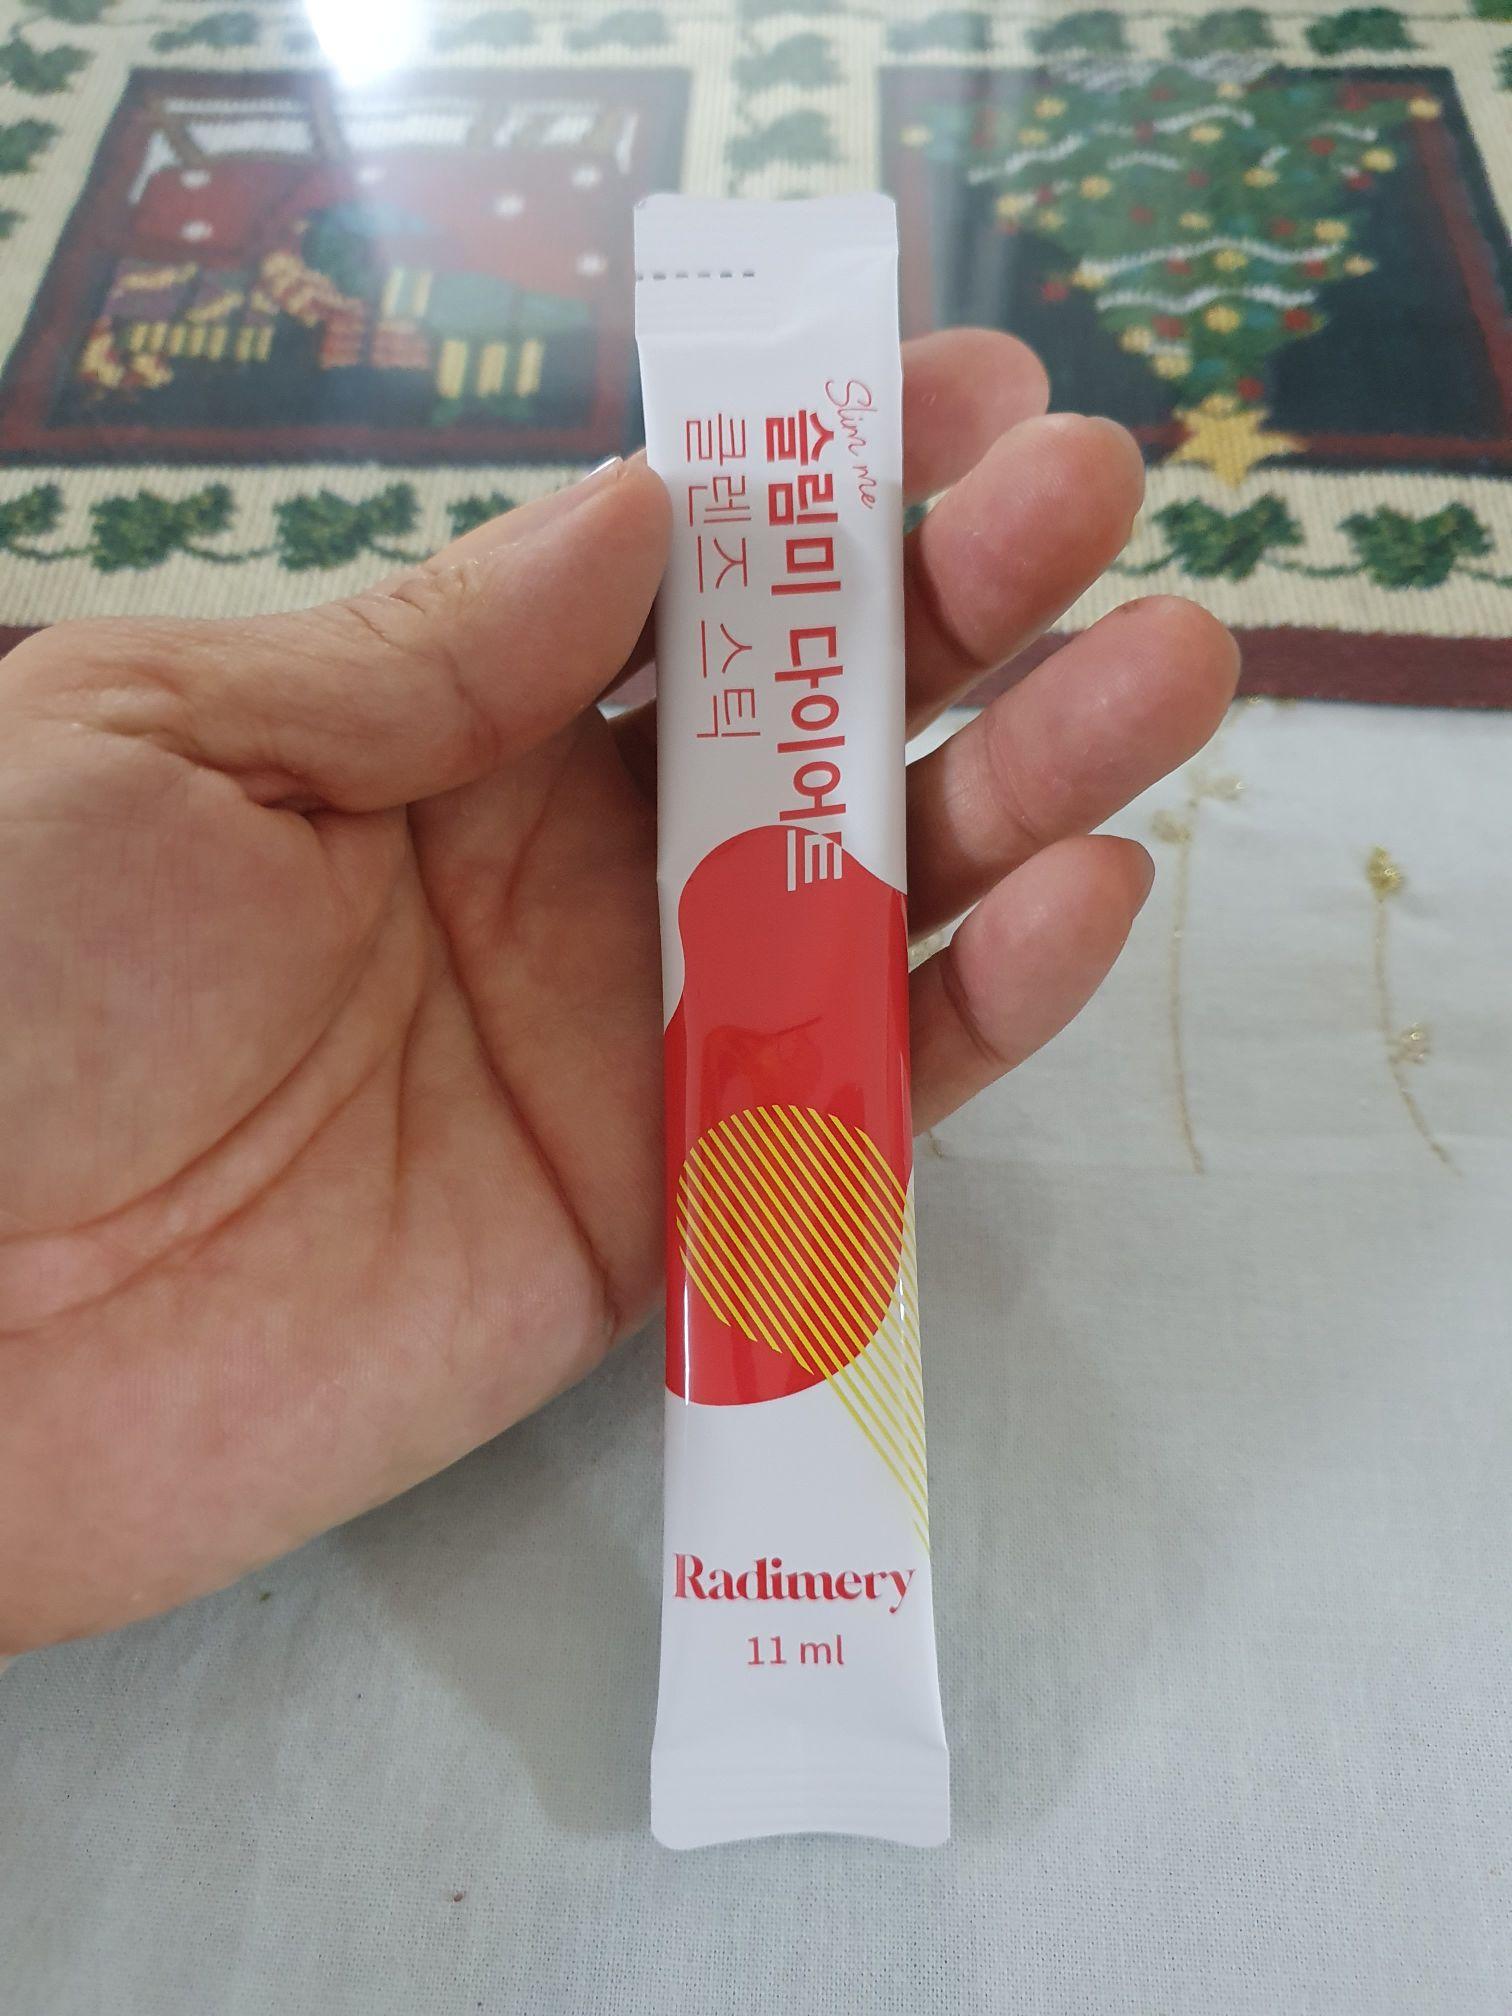 Slim me
슬림미 다이어트
클렌즈 스틱
Radimery
11 ml